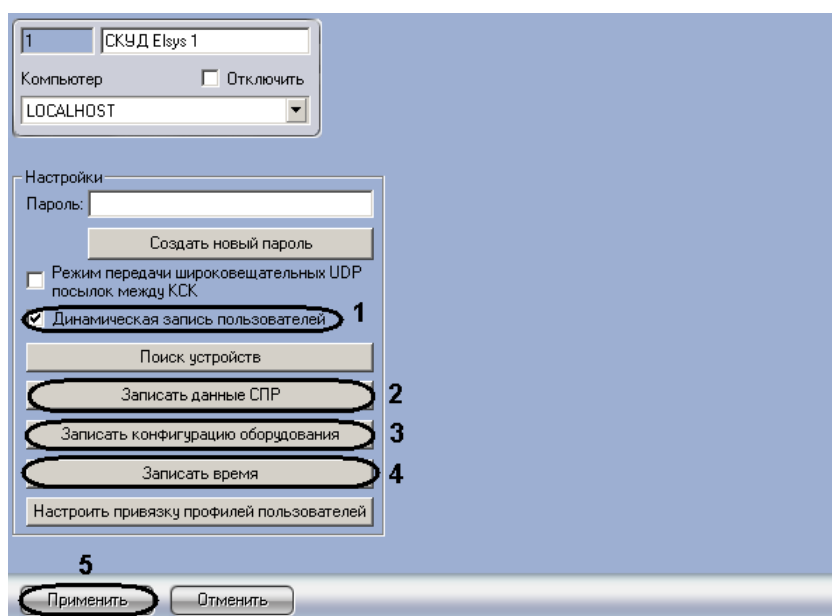 1 СКУД Elsys 1
Компьютер Отключить
LOCALHOST
Настройки
Пароль:
Создать новый пароль
Режим передачи широковещательных UDP
посылок между КСК
Динамическая запись пользователей 1
Поиск устройств
Записать данные СПР 2
Записать конфигурацию оборудования 3
Записать время 4
Настроить привязку профилей пользователей
5
Применить Отменить